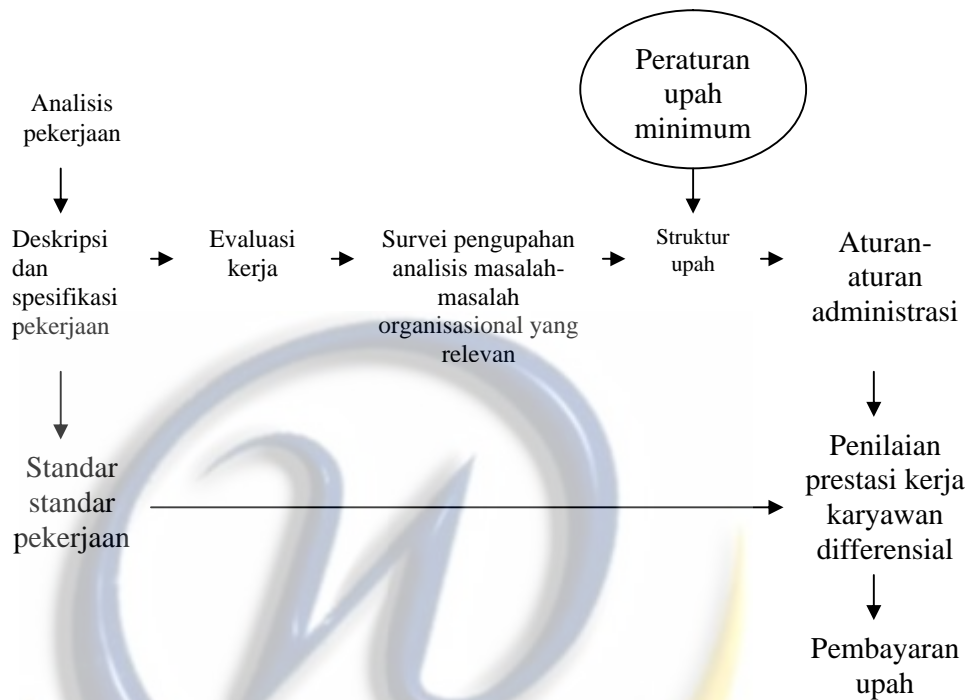 Peraturan
upah
minimum
Analisis
pekerjaan
Deskripsi
dan
spesifikasi
pekerjaan
Evaluasi
kerja
Survei pengupahan
analisis masalah-
masalah
organisasional yang
relevan
Struktur
upah
Aturan-
aturan
administrasi
Standar
standar
pekerjaan
Penilaian
prestasi kerja
karyawan
differensial
Pembayaran
upah